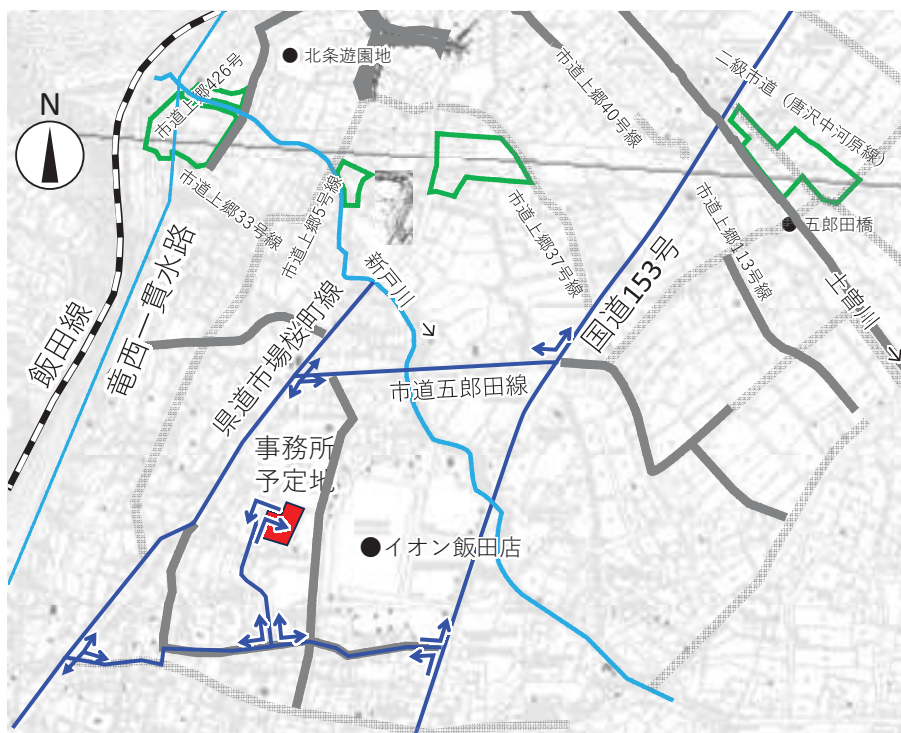 北条遊園地
市道上郷426号
市道上郷40号線
二級市道（唐沢中河原線）
N
市道上郷33号線
市道上郷5号線
市道上郷37号線
市道上郷113号線
五郎田橋
新戸川
土曽川
国道153号
飯田線
竜西一貫水路
県道市場桜町線
市道五郎田線
事務所
予定地
イオン飯田店